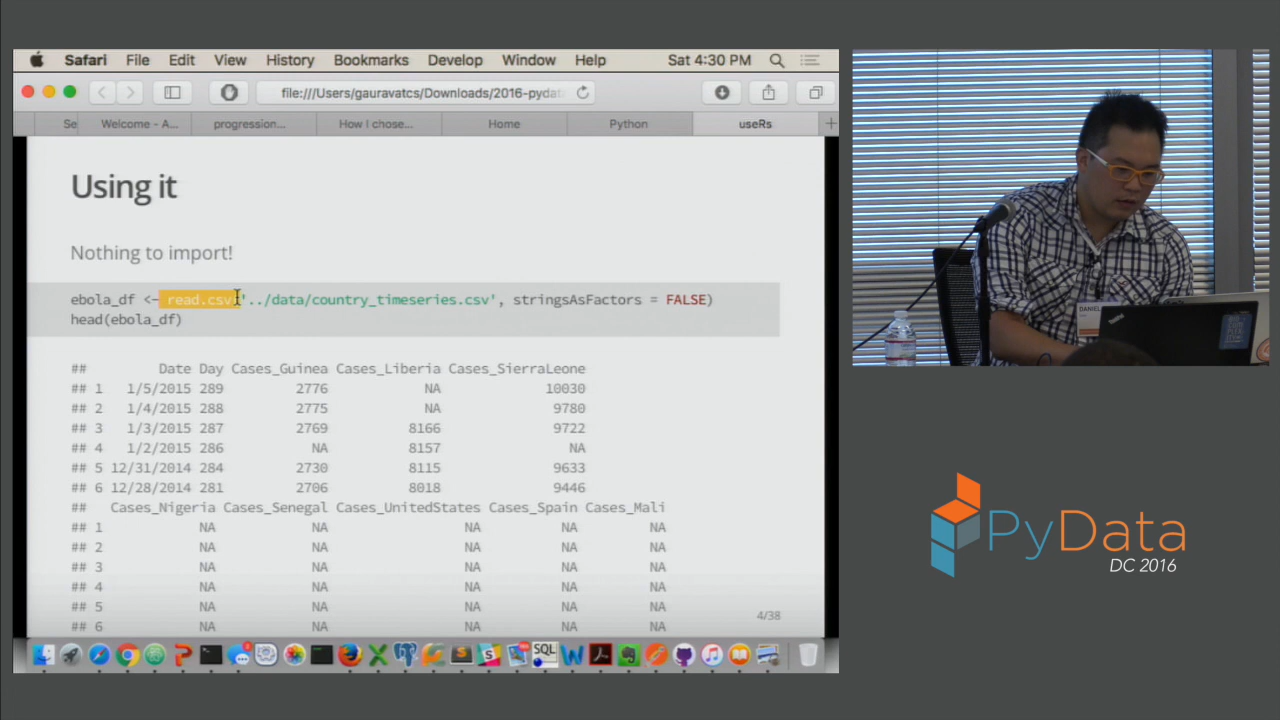 Safari File Edit View History Bookmarks Develop Window Help Sat 4:30 PM
file:///Users/gauravatcs/Downloads/2016-pyda
Se Welcome - A... progression... How I chose... Home Python useRs
Using it
Nothing to import!
ebola_df <- read.csv('../data/country_timeseries.csv', stringsAsFactors = FALSE)
head(ebola_df)
## Date Day Cases_Guinea Cases_Liberia Cases_SierraLeone
## 1 1/5/2015 289 2776 NA 10030
## 2 1/4/2015 288 2775 NA 9780
## 3 1/3/2015 287 2769 8166 9722
## 4 1/2/2015 286 NA 8157 NA
## 5 12/31/2014 284 2730 8115 9633
## 6 12/28/2014 281 2706 8018 9446
## Cases_Nigeria Cases_Senegal Cases_UnitedStates Cases_Spain Cases_Mali
## 1 NA NA NA NA NA
## 2 NA NA NA NA NA
## 3 NA NA NA NA NA
## 4 NA NA NA NA NA
## 5 NA NA NA NA NA
## 6 NA NA NA NA NA
4/38
SQL
DANIEL
PyData
DC 2016